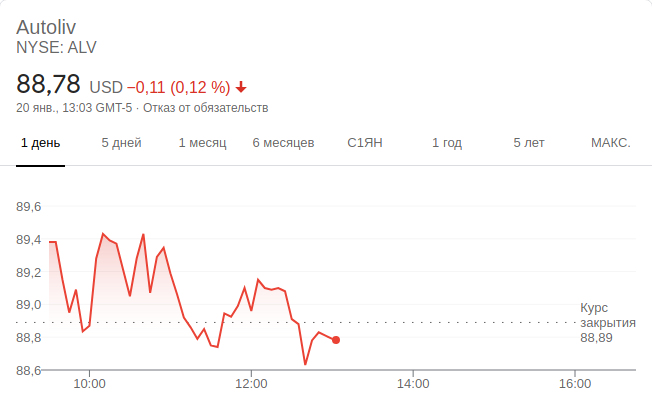 Autoliv
NYSE: ALV
88,78 USD −0,11 (0,12 %)
20 янв., 13:03 GMT-5 · Отказ от обязательств
1 день 5 дней 1 месяц 6 месяцев С1ЯН 1 год 5 лет МАКС.
89,6
89,4
89,2
89,0
Курс
закрытия
88,89
88,8
88,6
10:00 12:00 14:00 16:00